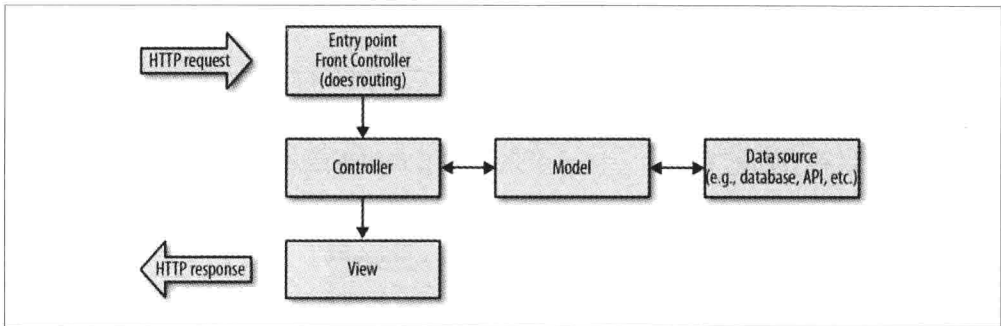 HTTP request
Entry point
Front Controller
(does routing)
Controller
Model
Data source
(e.g., database, API, etc.)
HTTP response
View